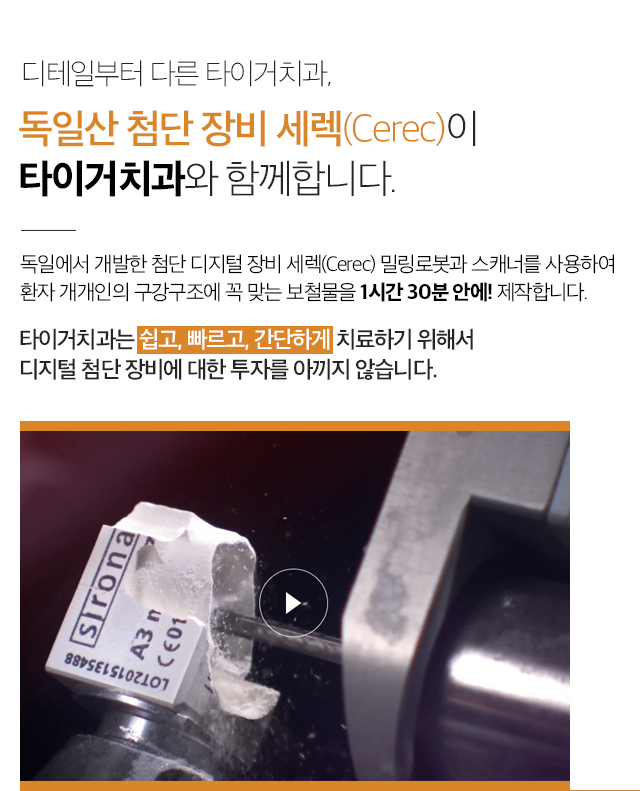 디테일부터 다른 타이거치과,
독일산 첨단 장비 세렉(Cerec)이
타이거치과와 함께합니다.
독일에서 개발한 첨단 디지털 장비 세렉(Cerec) 밀링로봇과 스캐너를 사용하여
환자 개개인의 구강구조에 꼭 맞는 보철물을 1시간 30분 안에! 제작합니다.
타이거치과는 쉽고, 빠르고, 간단하게 치료하기 위해서
디지털 첨단 장비에 대한 투자를 아끼지 않습니다.
sirona
A3
CE01
LOT2015135488